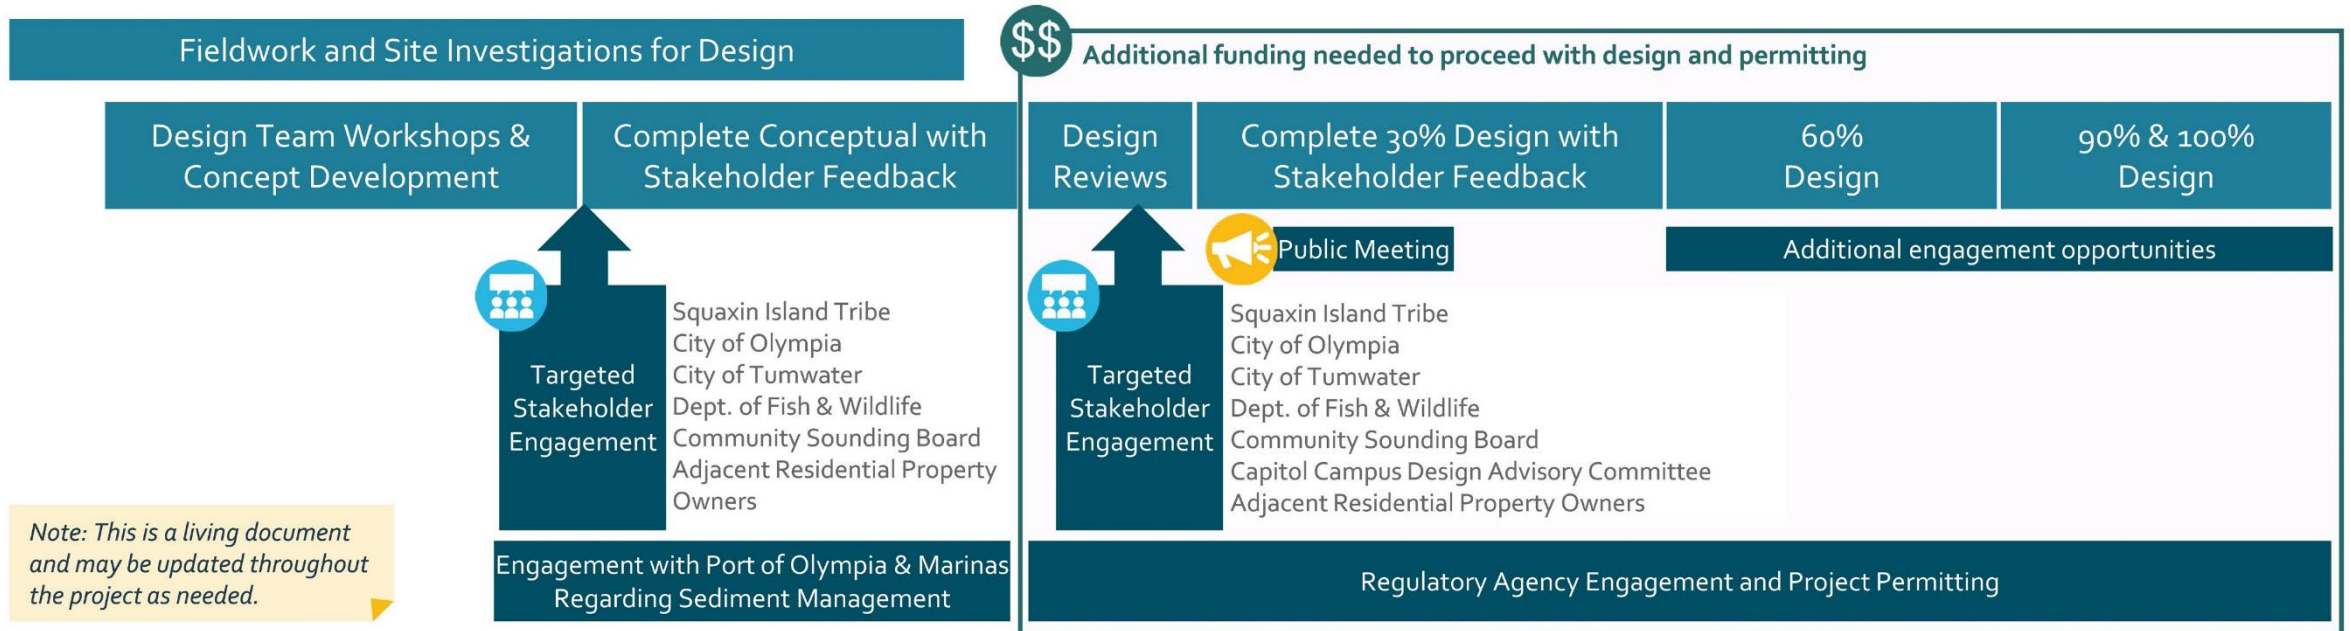 Fieldwork and Site Investigations for Design
$$
Additional funding needed to proceed with design and permitting
Design Team Workshops &
Concept Development
Complete Conceptual with
Stakeholder Feedback
Design
Reviews
Complete 30% Design with
Stakeholder Feedback
60%
Design
90% & 100%
Design
Targeted
Stakeholder
Engagement
Squaxin Island Tribe
City of Olympia
City of Tumwater
Dept. of Fish & Wildlife
Community Sounding Board
Adjacent Residential Property
Owners
Targeted
Stakeholder
Engagement
Public Meeting
Squaxin Island Tribe
City of Olympia
City of Tumwater
Dept. of Fish & Wildlife
Community Sounding Board
Capitol Campus Design Advisory Committee
Adjacent Residential Property Owners
Additional engagement opportunities
Note: This is a living document
and may be updated throughout
the project as needed.
Engagement with Port of Olympia & Marinas
Regarding Sediment Management
Regulatory Agency Engagement and Project Permitting